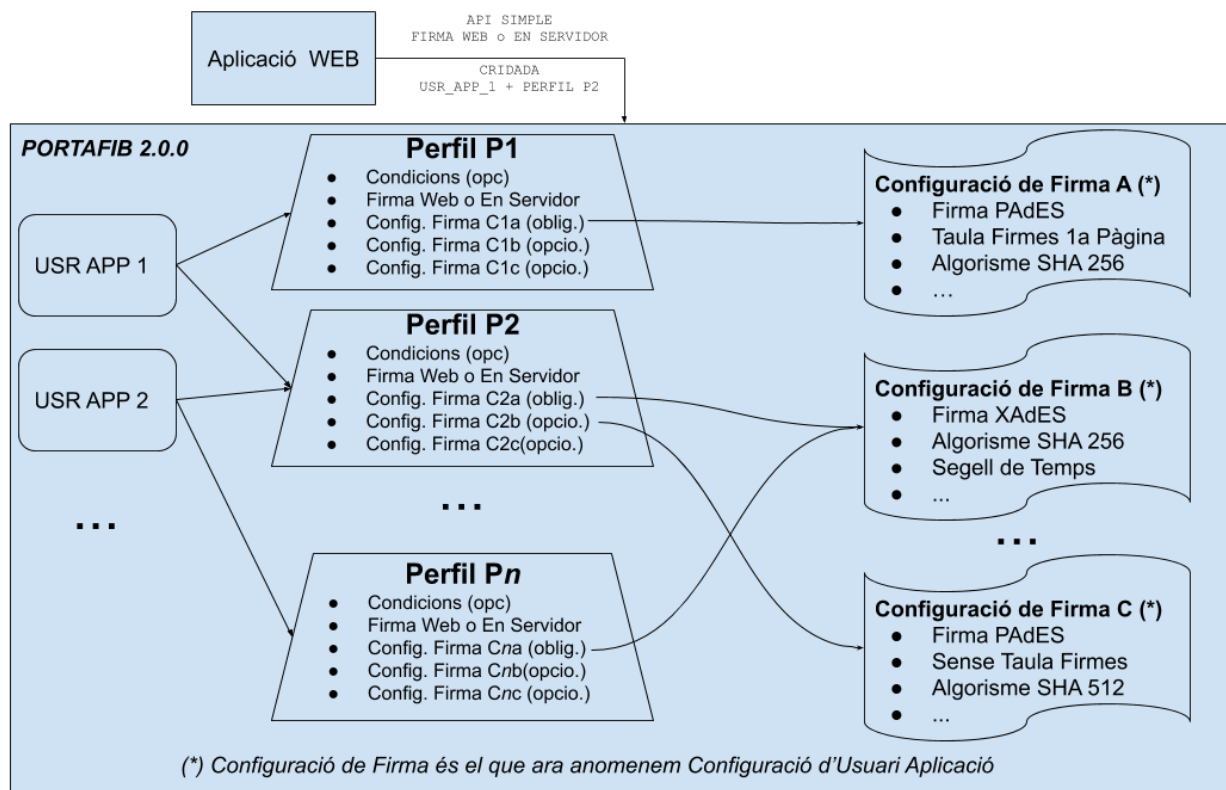 Aplicació WEB
API SIMPLE
FIRMA WEB o EN SERVIDOR
CRIDADA
USR_APP_1 + PERFIL P2
PORTAFIB 2.0.0
USR APP 1
USR APP 2
...
Perfil P1
● Condicions (opc)
● Firma Web o En Servidor
● Config. Firma C1a (oblig.)
● Config. Firma C1b (opcio.)
● Config. Firma C1c (opcio.)
Perfil P2
● Condicions (opc)
● Firma Web o En Servidor
● Config. Firma C2a (oblig.)
● Config. Firma C2b (opcio.)
● Config. Firma C2c(opcio.)
...
Perfil Pn
● Condicions (opc)
● Firma Web o En Servidor
● Config. Firma Cna (oblig.)
● Config. Firma Cnb(opcio.)
● Config. Firma Cnc (opcio.)
Configuració de Firma A (*)
● Firma PAdES
● Taula Firmes 1a Pàgina
● Algorisme SHA 256
● …
Configuració de Firma B (*)
● Firma XAdES
● Algorisme SHA 256
● Segell de Temps
● ...
...
Configuració de Firma C (*)
● Firma PAdES
● Sense Taula Firmes
● Algorisme SHA 512
● ...
(*) Configuració de Firma és el que ara anomenem Configuració d’Usuari Aplicació